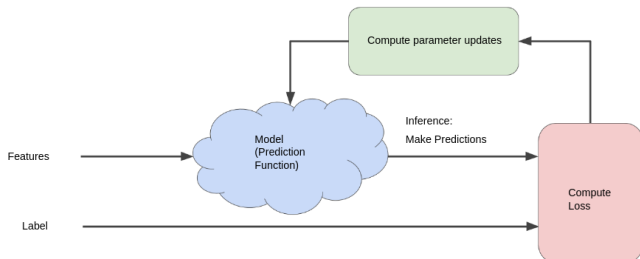 Compute parameter updates
Inference:
Make Predictions
Model
(Prediction
Function)
Features
Compute
Loss
Label